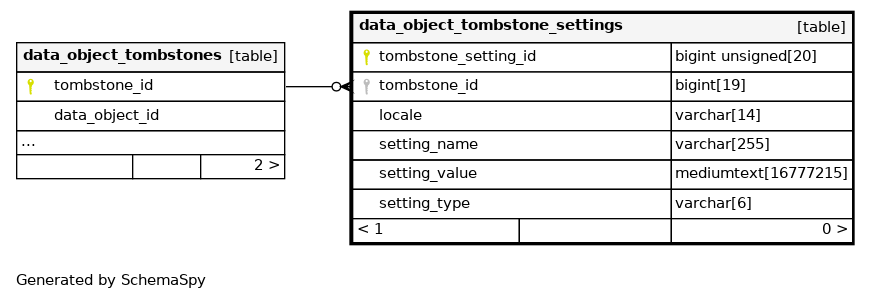 data_object_tombstones [table]
tombstone_id
data_object_id
...
2 >
data_object_tombstone_settings [table]
tombstone_setting_id bigint unsigned[20]
tombstone_id bigint[19]
locale varchar[14]
setting_name varchar[255]
setting_value mediumtext[16777215]
setting_type varchar[6]
< 1 0 >
Generated by SchemaSpy